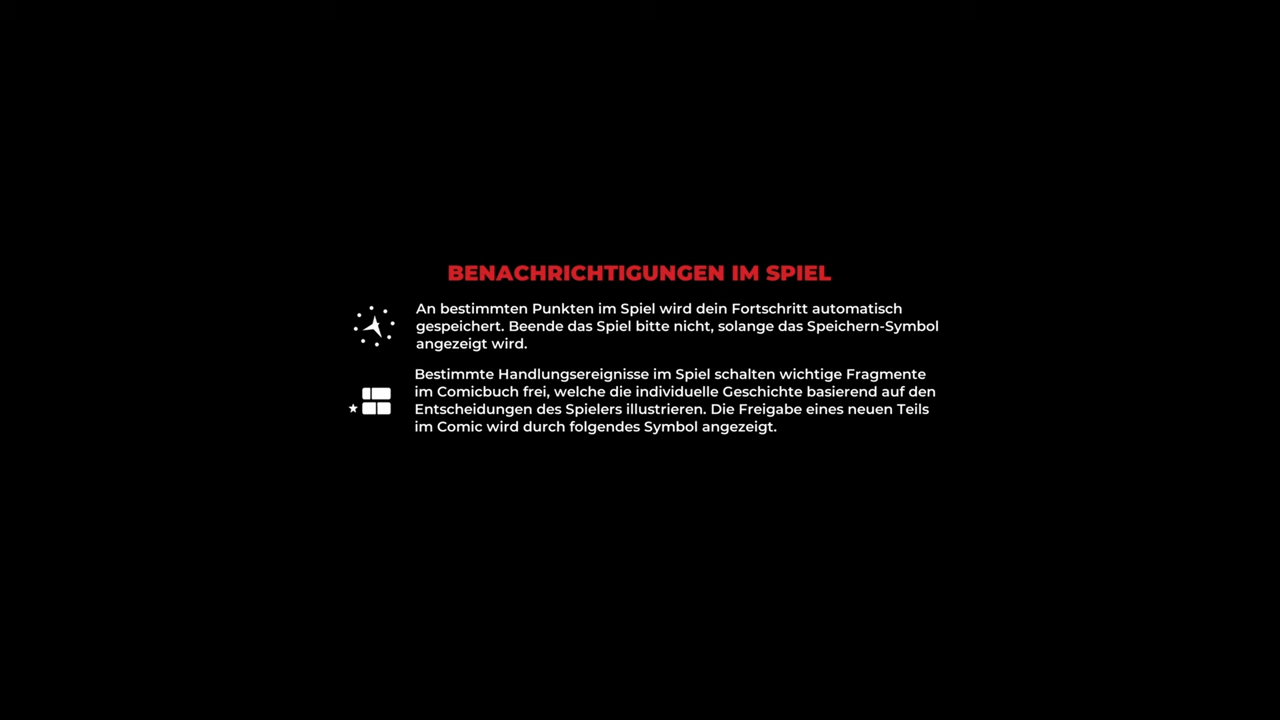 BENACHRICHTIGUNGEN IM SPIEL
An bestimmten Punkten im Spiel wird dein Fortschritt automatisch
gespeichert. Beende das Spiel bitte nicht, solange das Speichern-Symbol
angezeigt wird.
Bestimmte Handlungsereignisse im Spiel schalten wichtige Fragmente
im Comicbuch frei, welche die individuelle Geschichte basierend auf den
Entscheidungen des Spielers illustrieren. Die Freigabe eines neuen Teils
im Comic wird durch folgendes Symbol angezeigt.